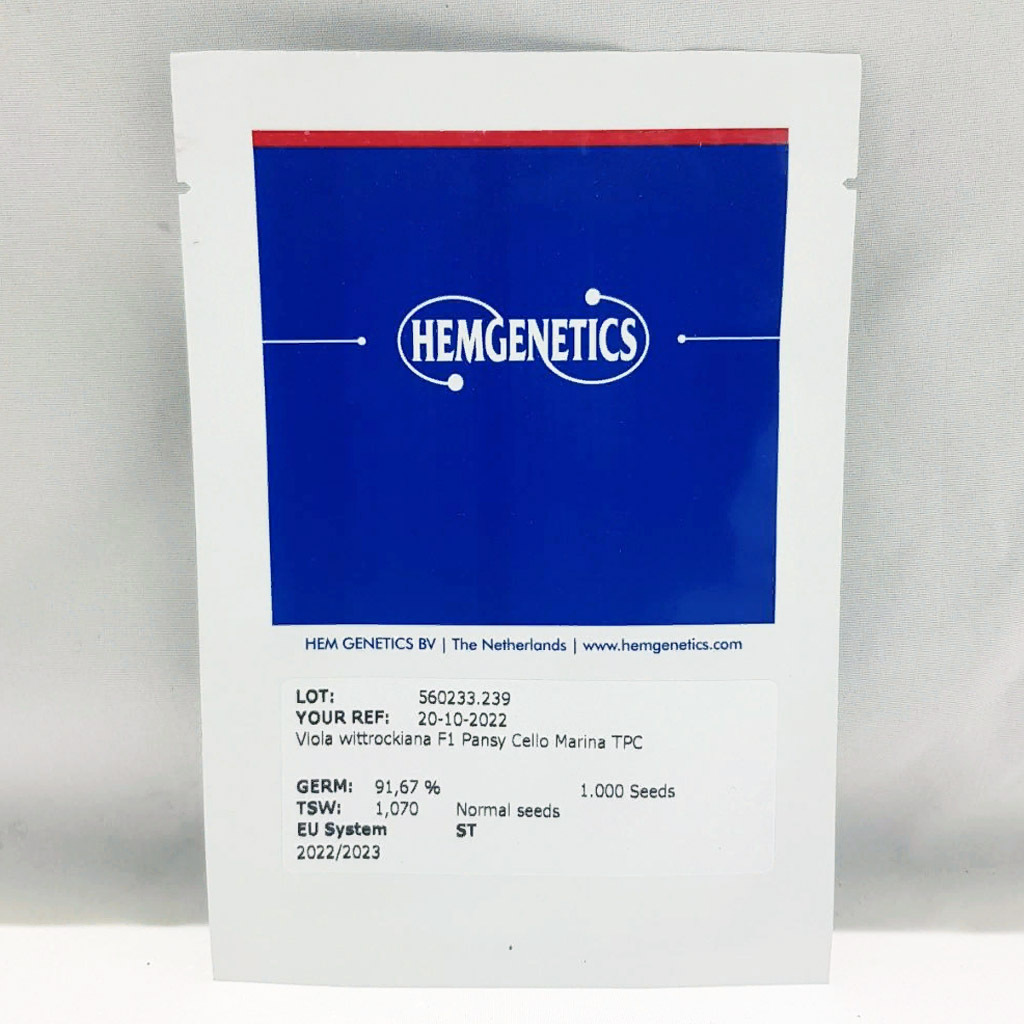 HEMGENETICS
HEM GENETICS BV | The Netherlands | www.hemgenetics.com
LOT: 560233.239
YOUR REF: 20-10-2022
Viola wittrockiana F1 Pansy Cello Marina TPC
GERM: 91,67 % 1.000 Seeds
TSW: 1,070 Normal seeds
EU System ST
2022/2023